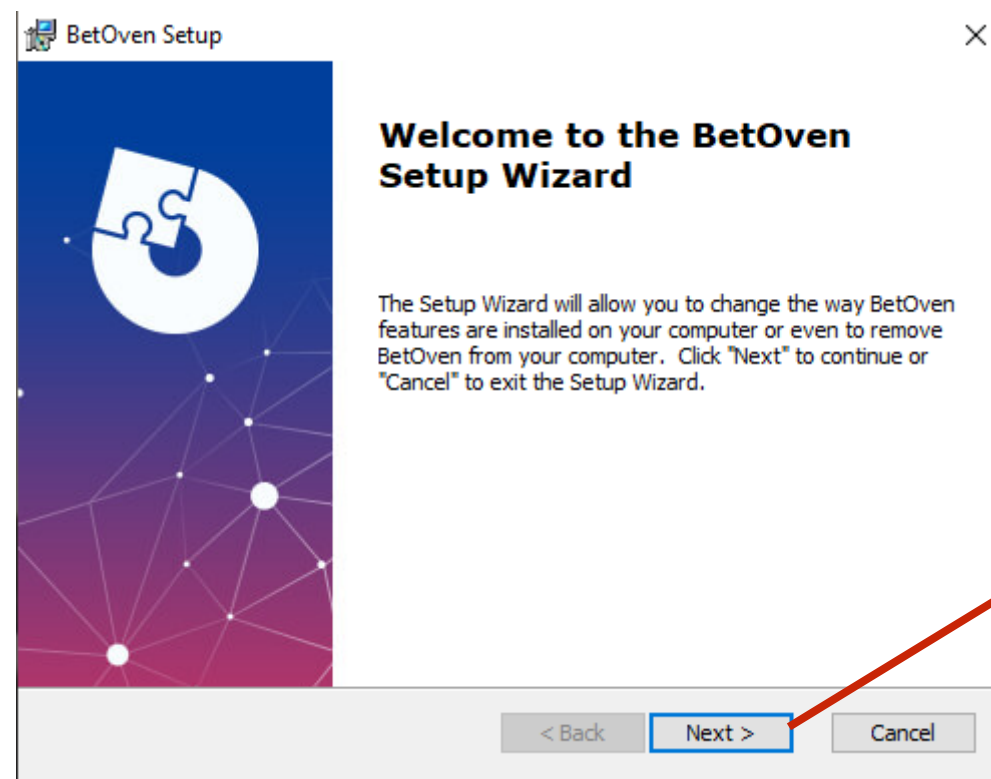 BetOven Setup
Welcome to the BetOven
Setup Wizard
The Setup Wizard will allow you to change the way BetOven
features are installed on your computer or even to remove
BetOven from your computer. Click "Next" to continue or
"Cancel" to exit the Setup Wizard.
< Back Next > Cancel